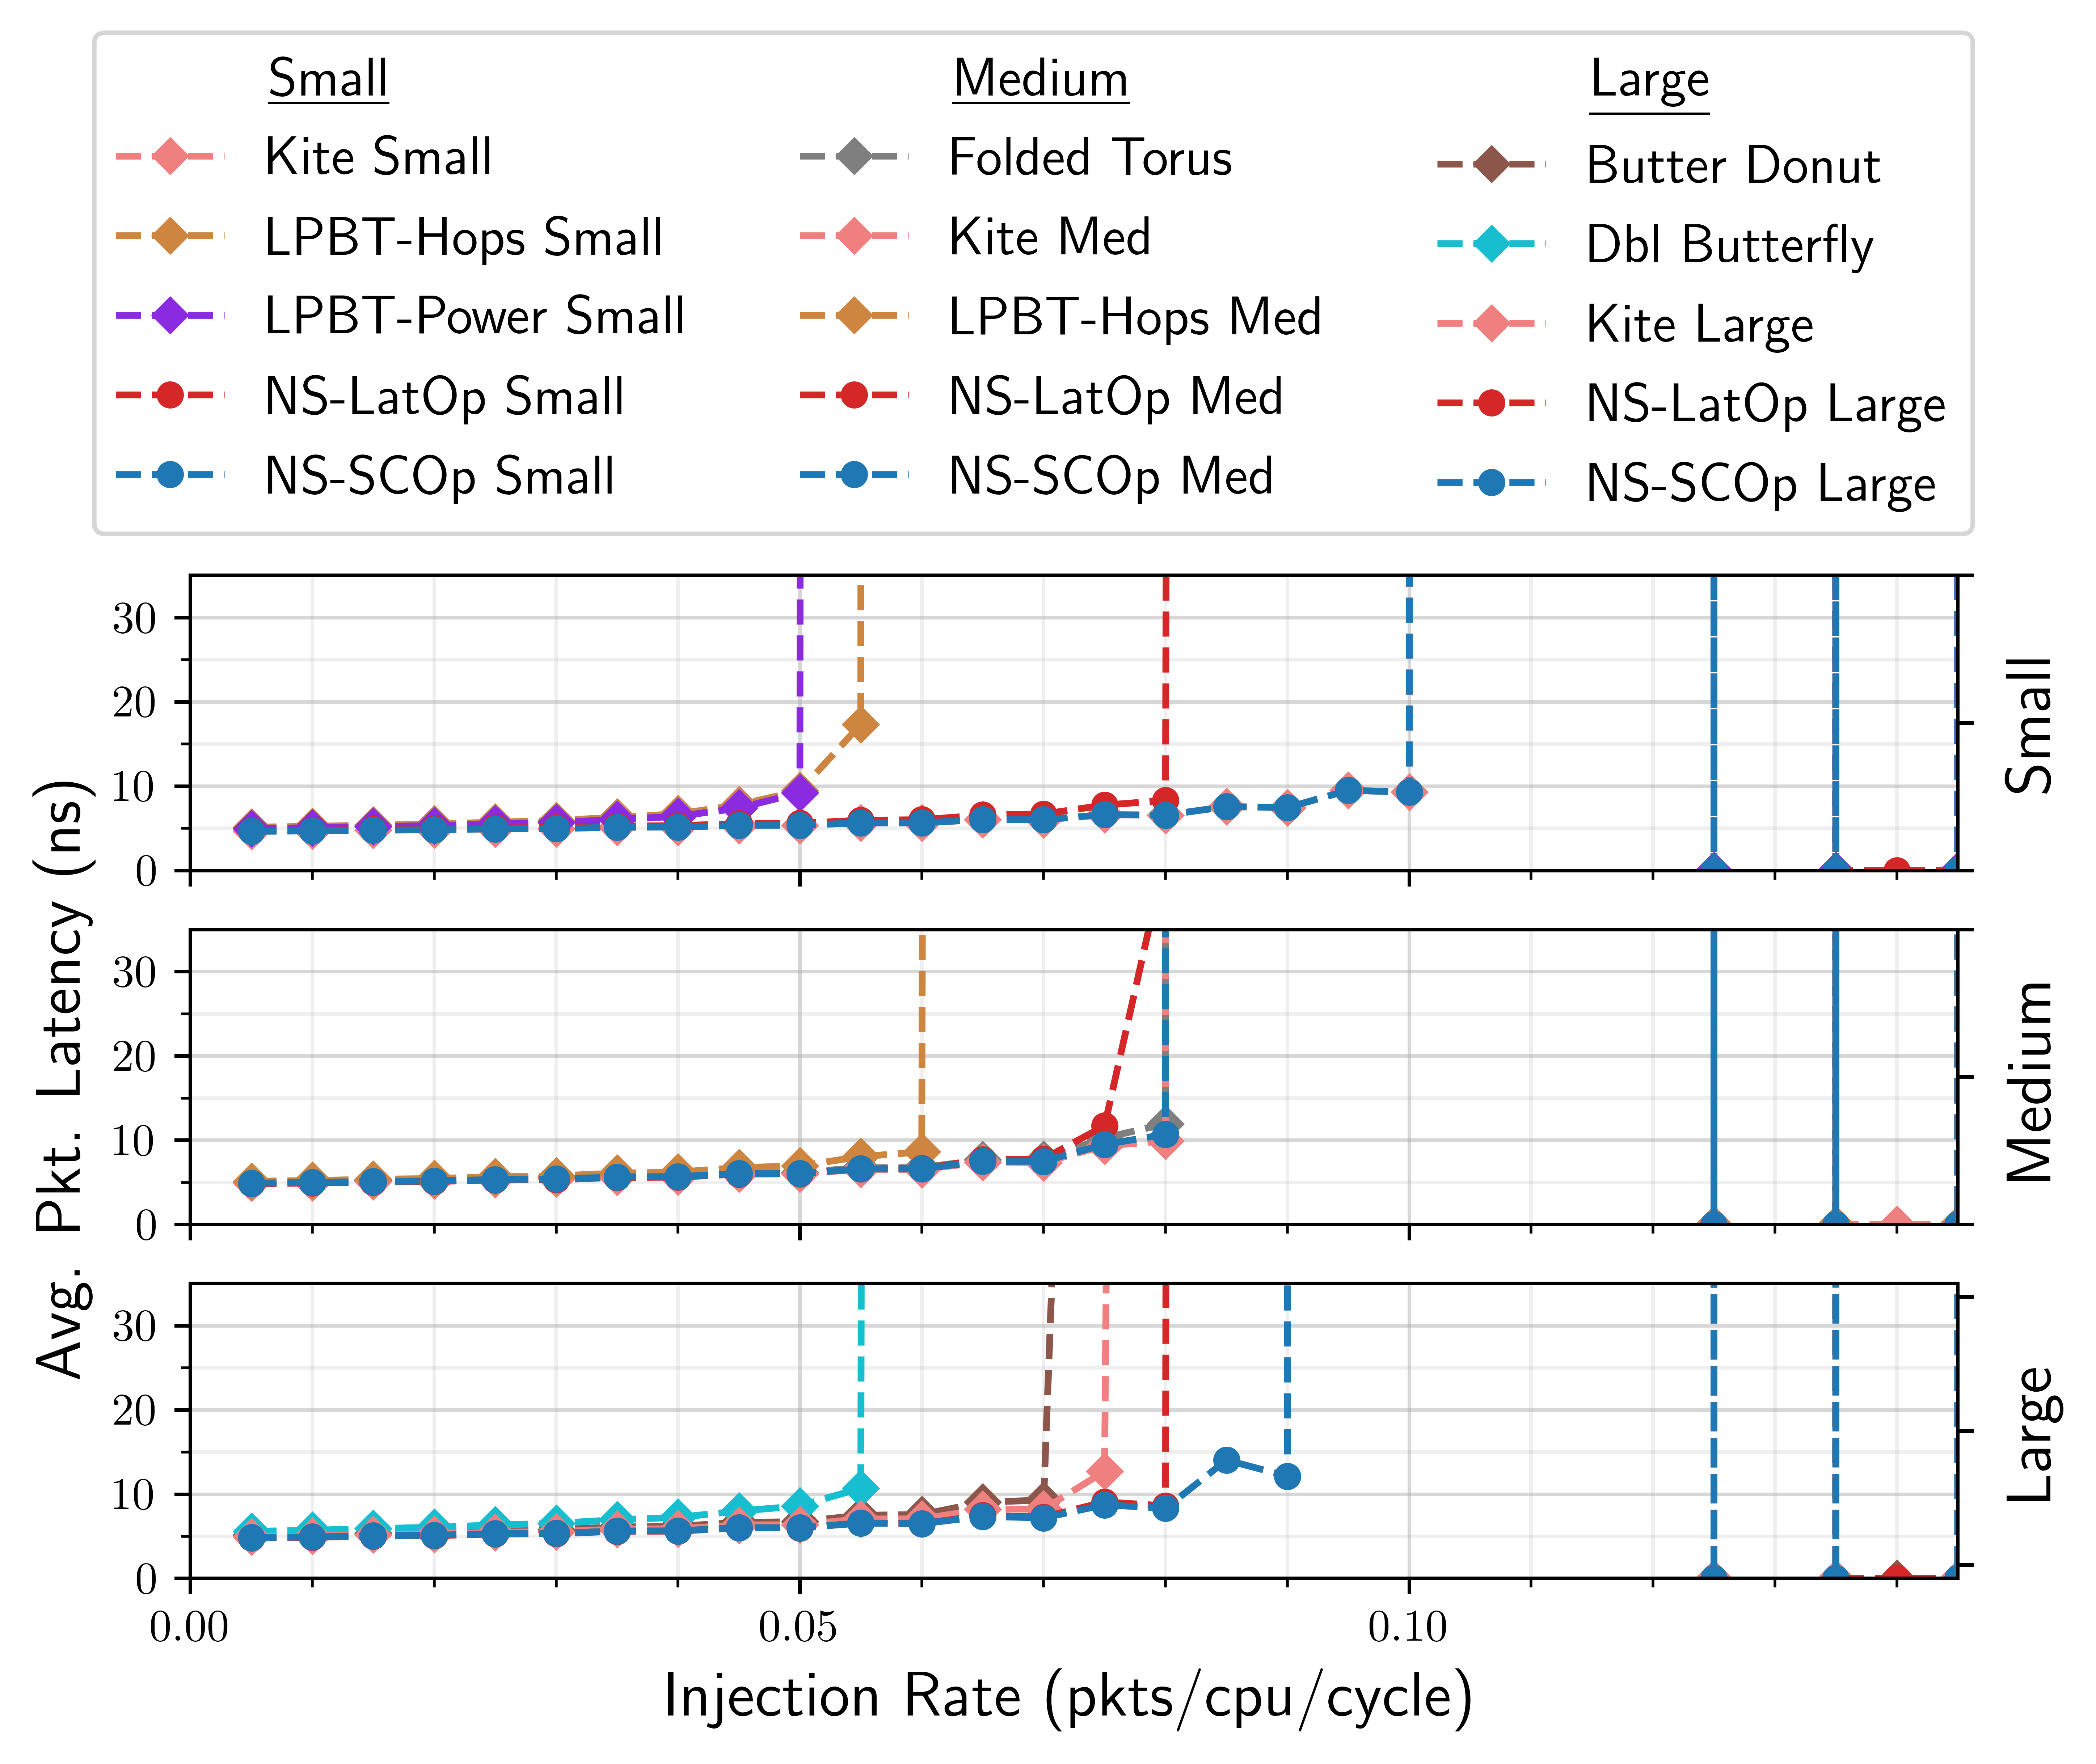 Small
Kite Small
LPBT-Hops Small
LPBT-Power Small
NS-LatOp Small
NS-SCOp Small
Medium
Folded Torus
Kite Med
LPBT-Hops Med
NS-LatOp Med
NS-SCOp Med
Large
Butter Donut
Dbl Butterfly
Kite Large
NS-LatOp Large
NS-SCOp Large
Avg. Pkt. Latency (ns)
30
20
10
0
Small
30
20
10
0
Medium
30
20
10
0
Large
0.00 0.05 0.10
Injection Rate (pkts/cpu/cycle)